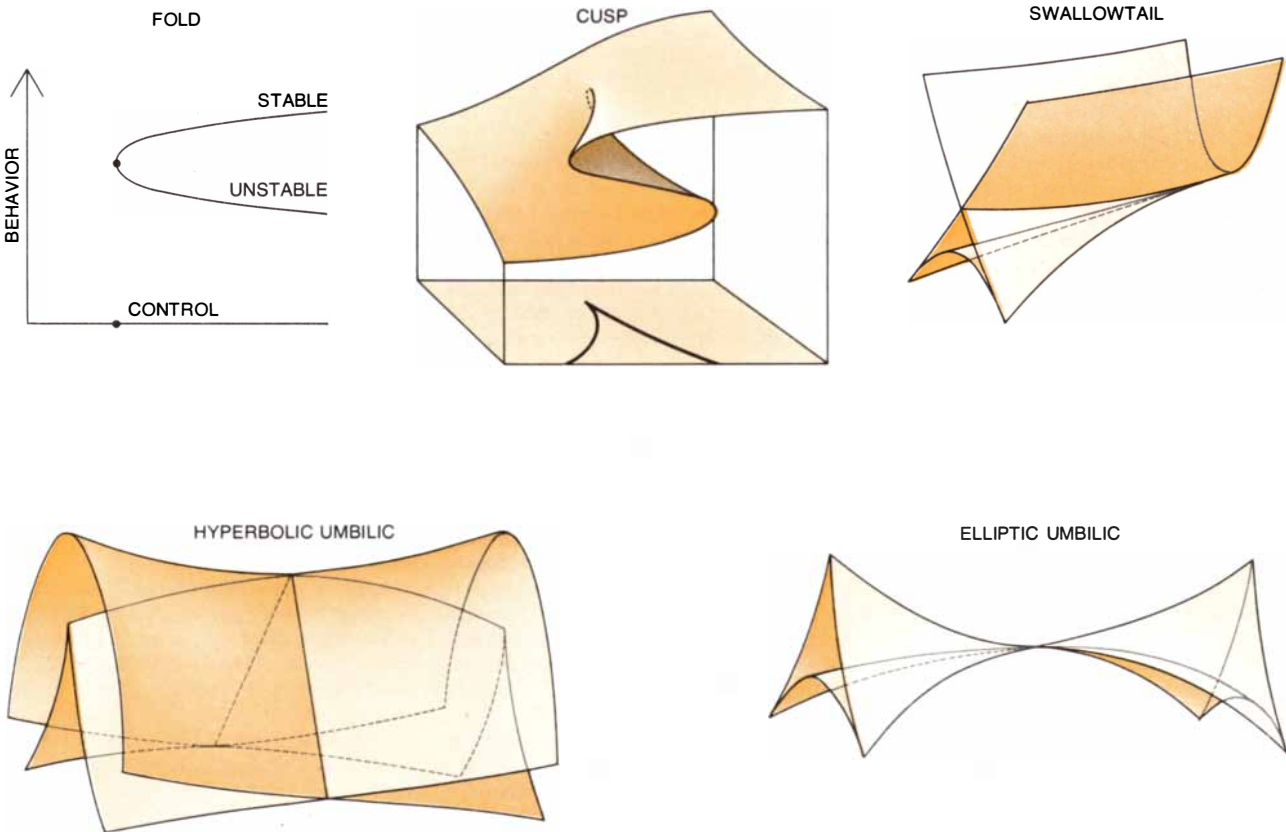 FOLD
STABLE
UNSTABLE
BEHAVIOR
CONTROL
CUSP
SWALLOWTAIL
HYPERBOLIC UMBILIC
ELLIPTIC UMBILIC